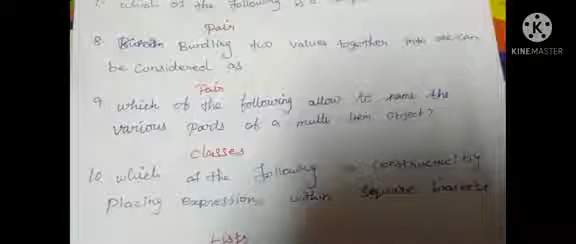 7. which of the following is a
Pair
8 Bundling two values together into one can
be considered as
Pair
9 which of the following allow to name the
various parts of a multi item object?
Classes
10 which of the following constructed by
placing expressions within square brackets
Lists
K
KINEMASTER